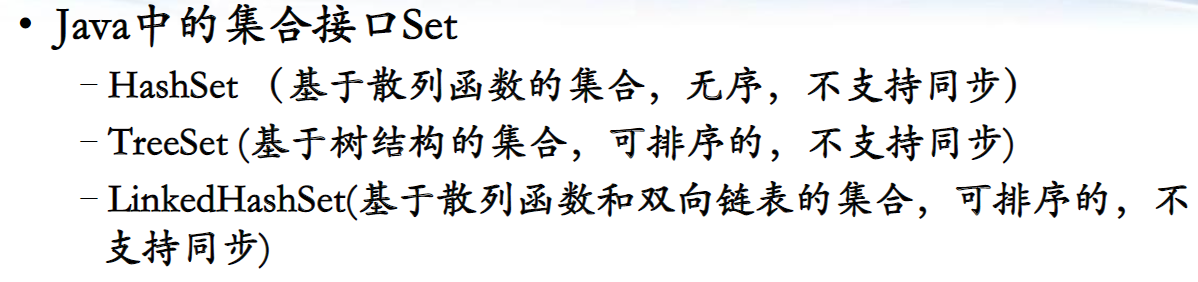 • Java中的集合接口Set
– HashSet （基于散列函数的集合，无序，不支持同步）
– TreeSet (基于树结构的集合，可排序的，不支持同步)
– LinkedHashSet(基于散列函数和双向链表的集合，可排序的，不
支持同步)